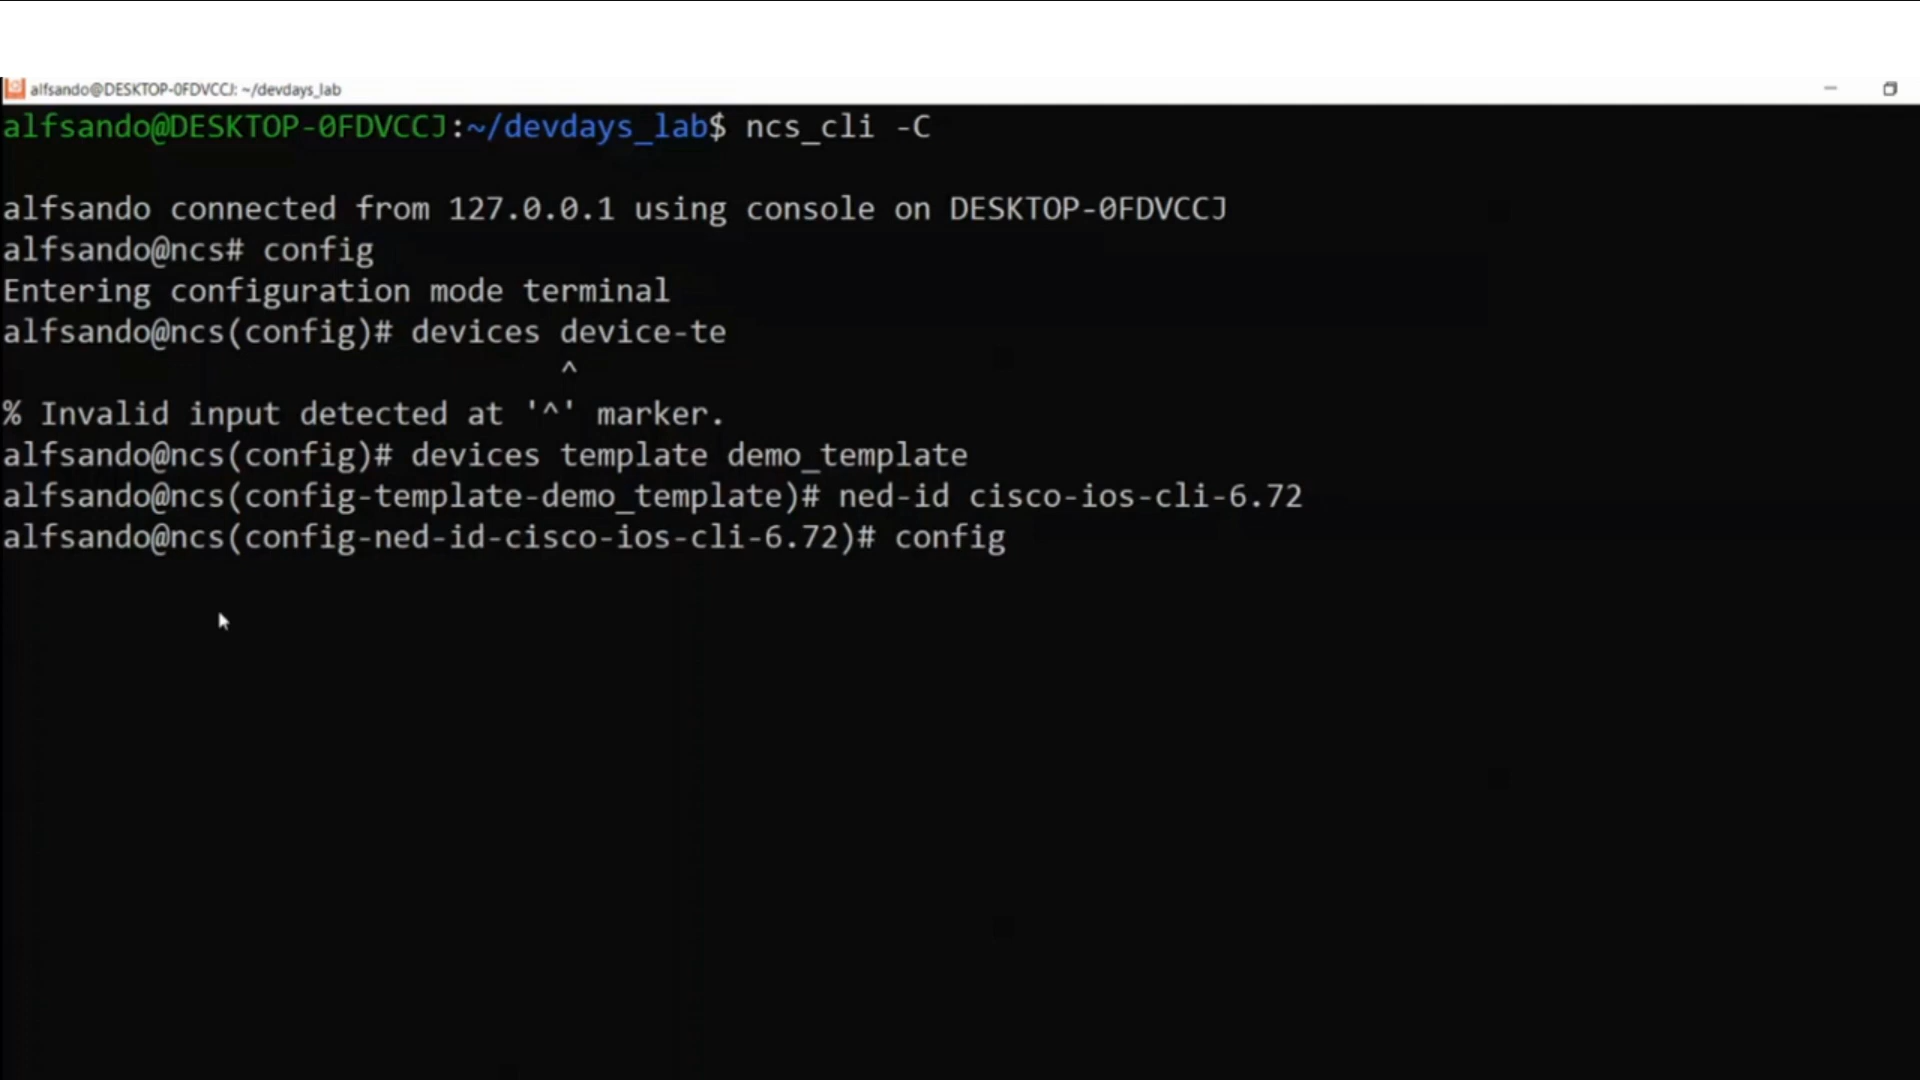 alfsando@DESKTOP-0FDVCCJ: ~/devdays_lab
alfsando@DESKTOP-0FDVCCJ:~/devdays_lab$ ncs_cli -C
alfsando connected from 127.0.0.1 using console on DESKTOP-0FDVCCJ
alfsando@ncs# config
Entering configuration mode terminal
alfsando@ncs(config)# devices device-te
^
% Invalid input detected at '^' marker.
alfsando@ncs(config)# devices template demo_template
alfsando@ncs(config-template-demo_template)# ned-id cisco-ios-cli-6.72
alfsando@ncs(config-ned-id-cisco-ios-cli-6.72)# config